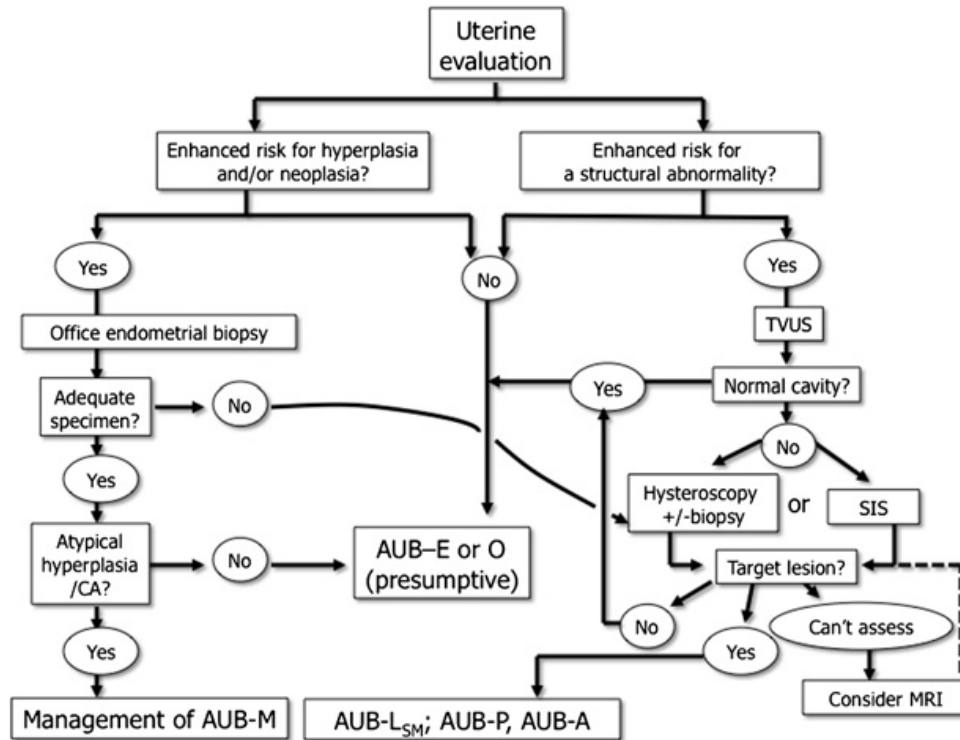 Uterine
evaluation
Enhanced risk for hyperplasia
and/or neoplasia?
Enhanced risk for
a structural abnormality?
Yes
No
Yes
Office endometrial biopsy
TVUS
Adequate
specimen?
No
Yes
Normal cavity?
Yes
No
Hysteroscopy
+/-biopsy
or
SIS
Atypical
hyperplasia
/CA?
No
AUB–E or O
(presumptive)
Target lesion?
Yes
No
Yes
Can't assess
Management of AUB-M
AUB-LSM; AUB-P, AUB-A
Consider MRI